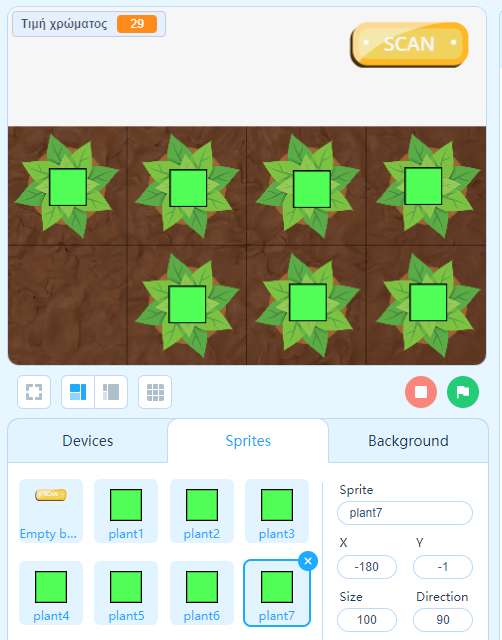 Τιμή χρώματος 29
SCAN
Devices Sprites Background
SCAN
Empty b... plant1 plant2 plant3
plant4 plant5 plant6 plant7
Sprite
plant7
X Y
-180 -1
Size Direction
100 90